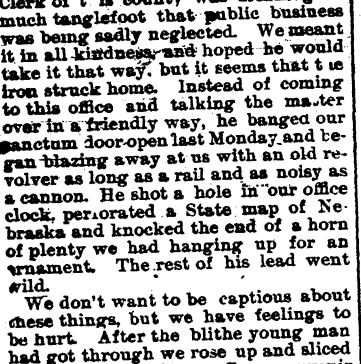 Clerk of t is county was
much tanglefoot that public business
was being sadly neglected. We meant
it in all kindness and hoped he would
take it that way, but it seems that t e
iron struck home. Instead of coming
to this office and talking the matter
over in a friendly way, he banged our
sanctum door open last Monday and be-
gan blazing away at us with an old re-
volver as long as a rail and as noisy as
a cannon. He shot a hole in our office
clock, perforated a State map of Ne-
braska and knocked the end of a horn
of plenty we had hanging up for an
ornament. The rest of his lead went
wild.
We don't want to be captious about
these things, but we have feelings to
be hurt. After the blithe young man
had got through we rose up and sliced